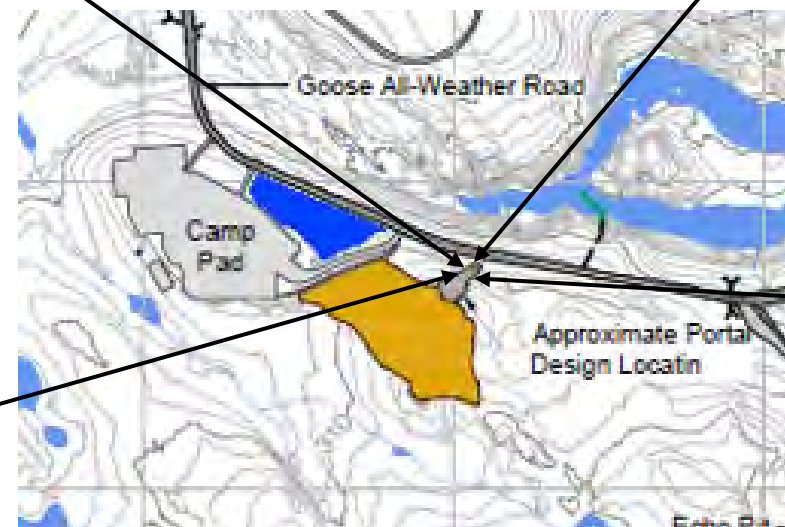 Goose All-Weather Road
Camp
Pad
Approximate Portal
Design Locatin